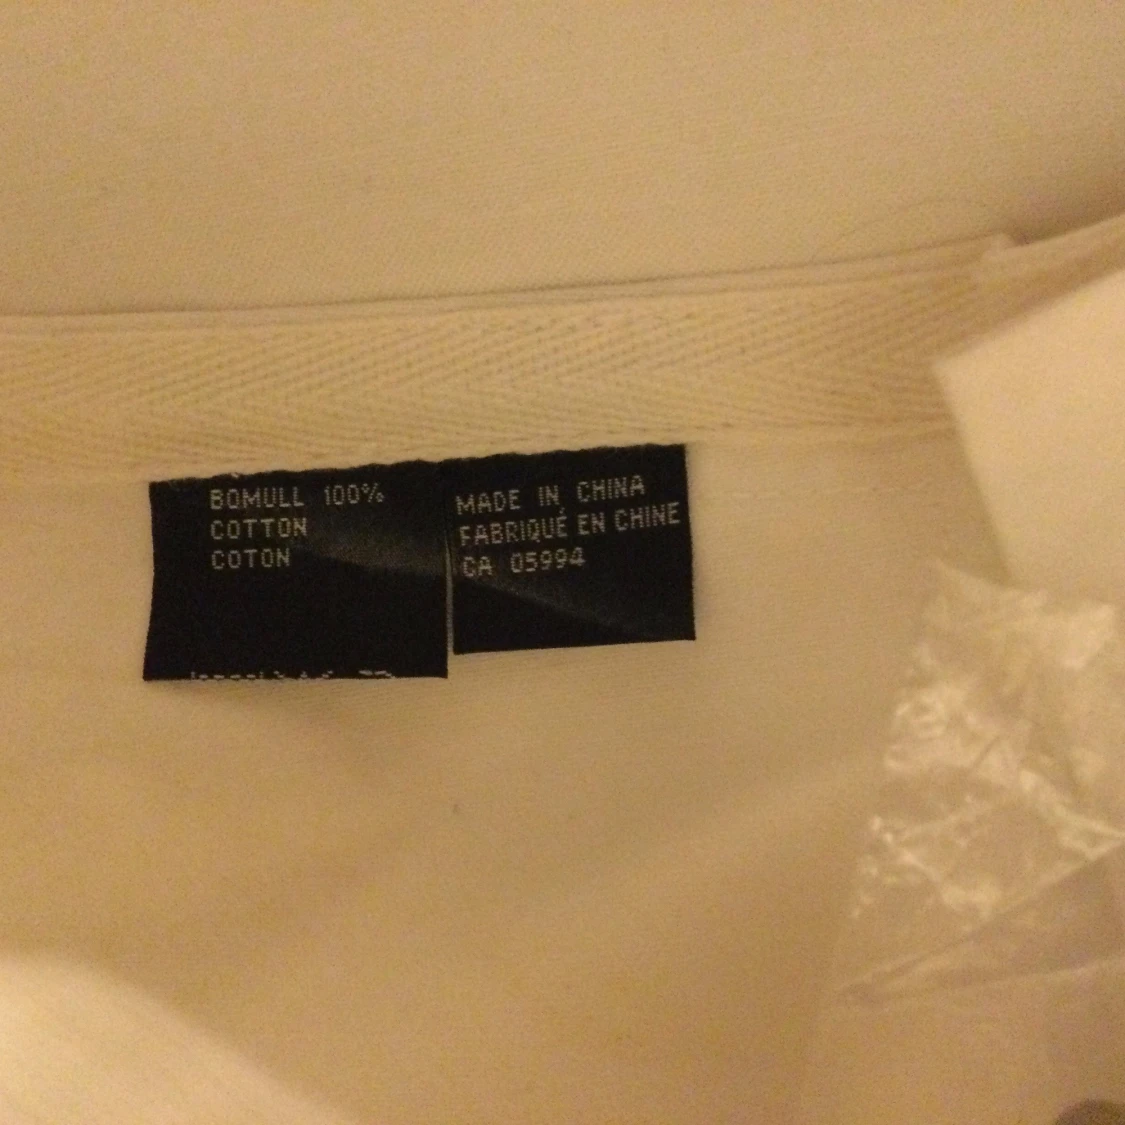 BOMULL 100%
COTTON
COTON
MADE IN CHINA
FABRIQUÉ EN CHINE
CA 05994